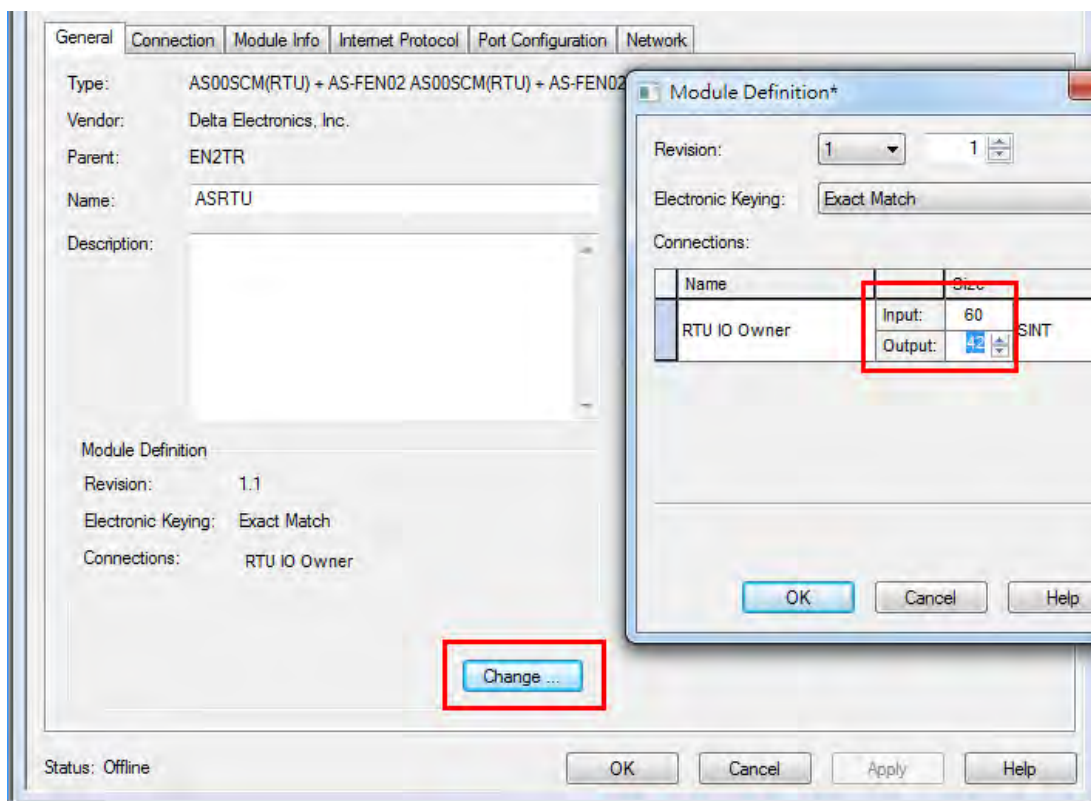 General Connection Module Info Internet Protocol Port Configuration Network
Type: AS00SCM(RTU) + AS-FEN02 AS00SCM(RTU) + AS-FEN02
Vendor: Delta Electronics, Inc.
Parent: EN2TR
Name: ASRTU
Description:
Module Definition
Revision: 1.1
Electronic Keying: Exact Match
Connections: RTU IO Owner
Change ...
Status: Offline
OK Cancel Apply Help
Module Definition*
Revision: 1 1
Electronic Keying: Exact Match
Connections:
Name Size
RTU IO Owner Input: 60 SINT
Output: 42
OK Cancel Help